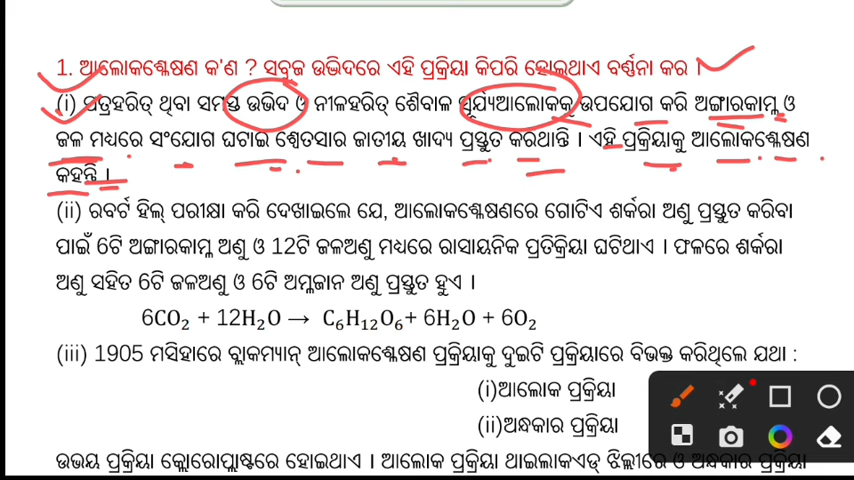 1. ଆଲୋକଶ୍ଳେଷଣ କ'ଣ ? ସବୁଜ ଉଦ୍ଭିଦରେ ଏହି ପ୍ରକ୍ରିୟା କିପରି ହୋଇଥାଏ ବର୍ଣ୍ଣନା କର ।
(i) ପତ୍ରହରିତ୍ ଥିବା ସମସ୍ତ ଉଦ୍ଭିଦ ଓ ନୀଳହରିତ୍ ଶୈବାଳ ସୂର୍ଯ୍ୟଆଲୋକକୁ ଉପଯୋଗ କରି ଅଙ୍ଗାରକାମ୍ଳ ଓ
ଜଳ ମଧ୍ୟରେ ସଂଯୋଗ ଘଟାଇ ଶ୍ୱେତସାର ଜାତୀୟ ଖାଦ୍ୟ ପ୍ରସ୍ତୁତ କରଥାନ୍ତି । ଏହି ପ୍ରକ୍ରିୟାକୁ ଆଲୋକଶ୍ଳେଷଣ
କହନ୍ତି ।
(ii) ରବର୍ଟ ହିଲ୍ ପରୀକ୍ଷା କରି ଦେଖାଇଲେ ଯେ, ଆଲୋକଶ୍ଳେଷଣରେ ଗୋଟିଏ ଶର୍କରା ଅଣୁ ପ୍ରସ୍ତୁତ କରିବା
ପାଇଁ 6ଟି ଅଙ୍ଗାରକାମ୍ଳ ଅଣୁ ଓ 12ଟି ଜଳଅଣୁ ମଧ୍ୟରେ ରାସାୟନିକ ପ୍ରତିକ୍ରିୟା ଘଟିଥାଏ । ଫଳରେ ଶର୍କରା
ଅଣୁ ସହିତ 6ଟି ଜଳଅଣୁ ଓ 6ଟି ଅମ୍ଳଜାନ ଅଣୁ ପ୍ରସ୍ତୁତ ହୁଏ ।
6CO₂ + 12H₂O → C₆H₁₂O₆+ 6H₂O + 6O₂
(iii) 1905 ମସିହାରେ ବ୍ଲାକମ୍ୟାନ୍ ଆଲୋକଶ୍ଳେଷଣ ପ୍ରକ୍ରିୟାକୁ ଦୁଇଟି ପ୍ରକ୍ରିୟାରେ ବିଭକ୍ତ କରିଥିଲେ ଯଥା :
(i)ଆଲୋକ ପ୍ରକ୍ରିୟା
(ii)ଅନ୍ଧକାର ପ୍ରକ୍ରିୟା
ଉଭୟ ପ୍ରକ୍ରିୟା କ୍ଲୋରୋପ୍ଲାଷ୍ଟରେ ହୋଇଥାଏ । ଆଲୋକ ପ୍ରକ୍ରିୟା ଥାଇଲାକଏଡ୍ ଝିଲ୍ଲୀରେ ଓ ଅନ୍ଧକାର ପ୍ରକ୍ରିୟା